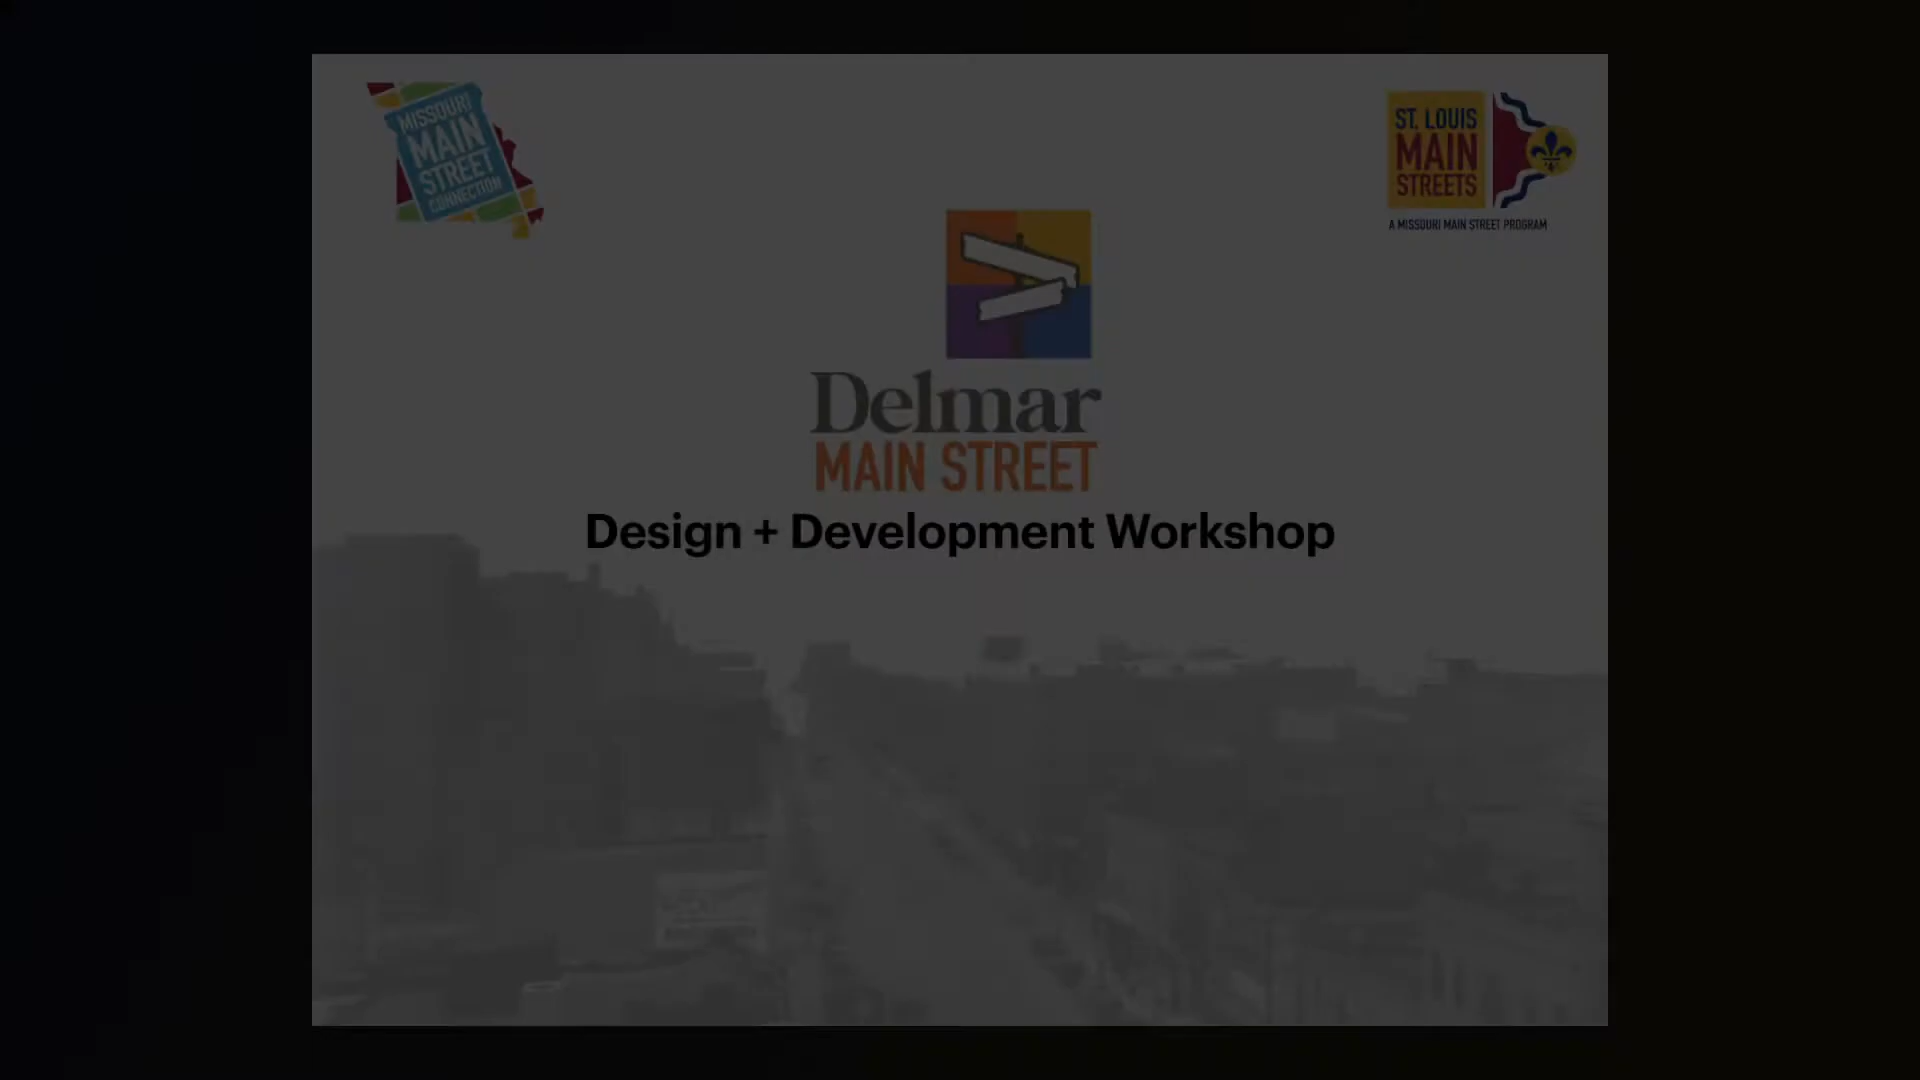 MISSOURI
MAIN
STREET
CONNECTION
ST. LOUIS
MAIN
STREETS
A MISSOURI MAIN STREET PROGRAM
Delmar
MAIN STREET
Design + Development Workshop